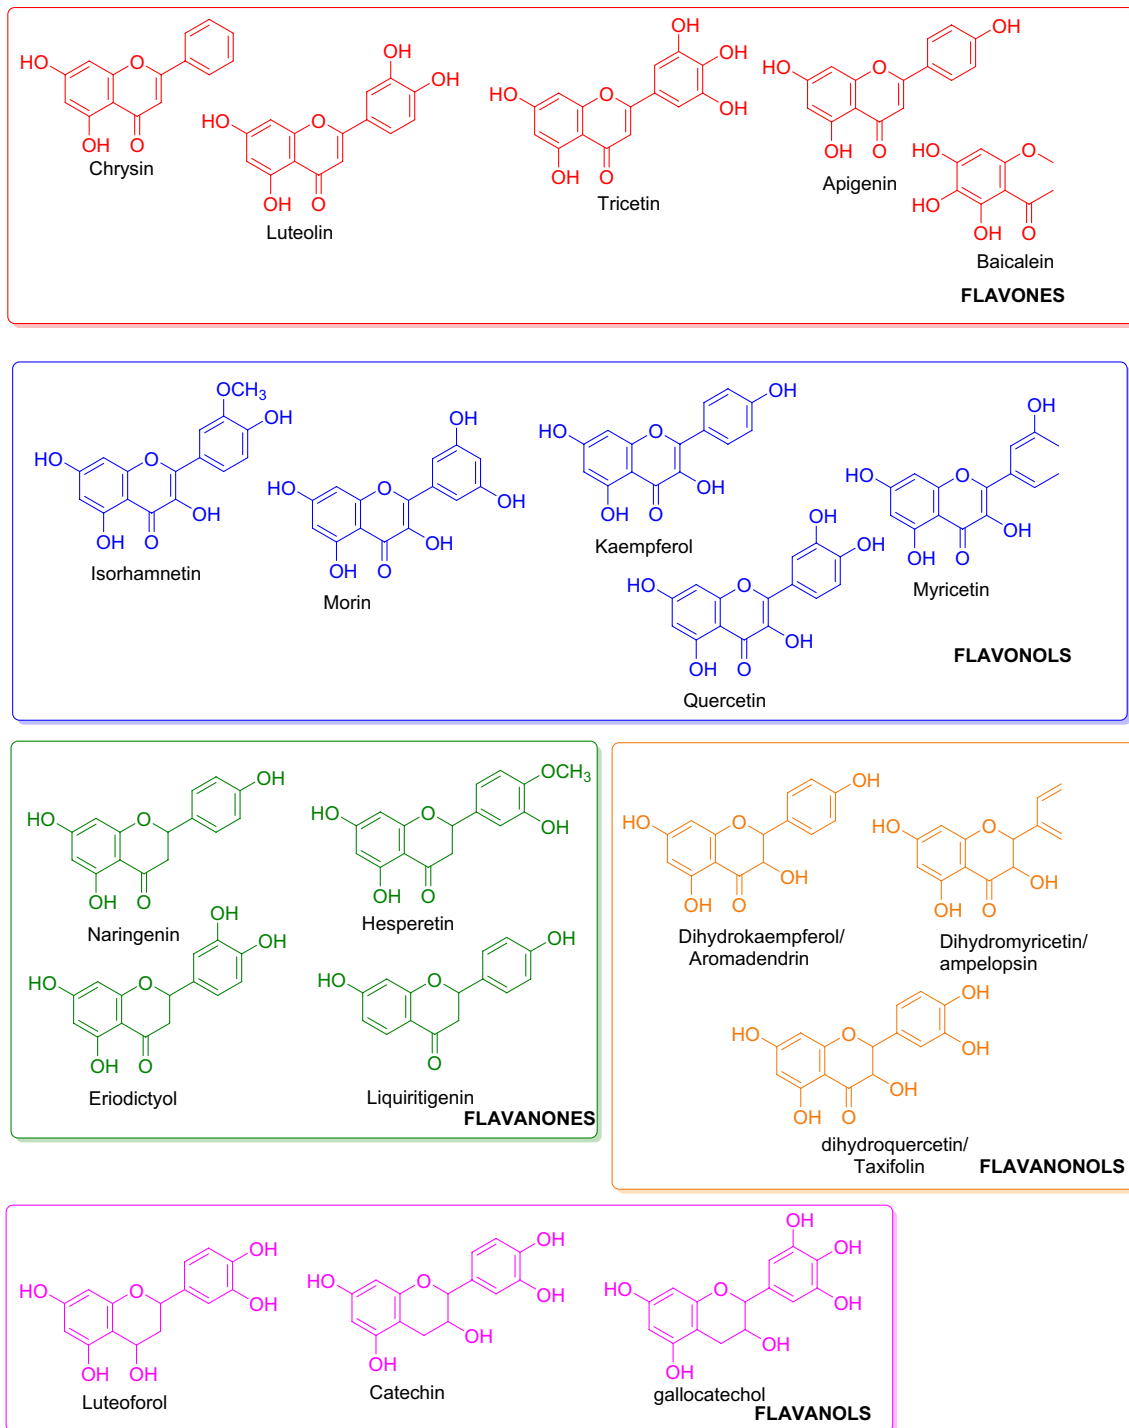 OH
HO
O
OH
O
Chrysin
OH
OH
HO
O
OH
O
Luteolin
OH
OH
OH
HO
O
OH
O
Tricetin
OH
HO
O
OH
O
Apigenin
HO
O
HO
OH
O
Baicalein
FLAVONES
OCH3
OH
HO
O
OH
OH
O
Isorhamnetin
OH
HO
O
OH
OH
OH
O
Morin
OH
HO
O
OH
OH
O
Kaempferol
OH
OH
HO
O
OH
OH
O
Quercetin
OH
HO
O
OH
OH
O
Myricetin
FLAVONOLS
OH
HO
O
OH
O
Naringenin
OCH3
HO
O
OH
OH
O
Hesperetin
OH
OH
HO
O
OH
O
Eriodictyol
OH
HO
O
O
Liquiritigenin
FLAVANONES
OH
HO
O
OH
OH
O
Dihydrokaempferol/
Aromadendrin
HO
O
OH
OH
O
Dihydromyricetin/
ampelopsin
OH
HO
O
OH
OH
OH
O
dihydroquercetin/
Taxifolin
FLAVANONOLS
OH
HO
O
OH
OH
OH
Luteoforol
OH
HO
O
OH
OH
OH
Catechin
OH
OH
HO
O
OH
OH
OH
gallocatechol
FLAVANOLS